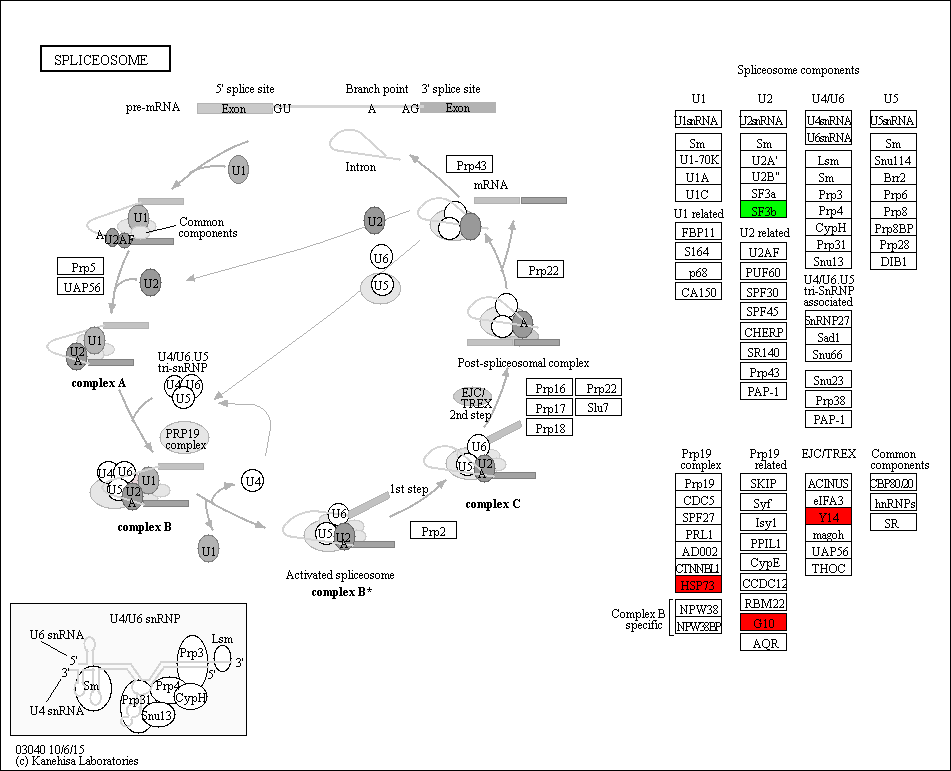 SPLICEOSOME
5' splice site
Branch point
3' splice site
pre-mRNA
Exon
GU
A
AG
Exon
U1
Intron
Prp43
mRNA
U1
A
U2AF
Common
components
U2
U6
U5
Prp5
UAP56
U2
Prp22
U1
U2
A
complex A
U4/U6.U5
tri-snRNP
U4 U6
U5
A
Post-spliceosomal complex
EJC/
TREX
2nd step
Prp16
Prp22
Prp17
Slu7
Prp18
PRP19
complex
U4 U6
U5
U1
U2
A
complex B
U4
U1
U6
U5
U2
A
complex C
1st step
U6
U5
U2
A
Prp2
Activated spliceosome
complex B*
U4/U6 snRNP
U6 snRNA
5'
3'
Sm
U4 snRNA
Prp3
Lsm
3'
5'
Prp4
Prp31
CypH
Snu13
03040 10/6/15
(c) Kanehisa Laboratories
Spliceosome components
U1
U1snRNA
Sm
U1-70K
U1A
U1C
U1 related
FBP11
S164
p68
CA150
U2
U2snRNA
Sm
U2A'
U2B"
SF3a
SF3b
U2 related
U2AF
PUF60
SPF30
SPF45
CHERP
SR140
Prp43
PAP-1
U4/U6
U4snRNA
U6snRNA
Lsm
Sm
Prp3
Prp4
CypH
Prp31
Snu13
U4/U6.U5
tri-SnRNP
associated
SnRNP27
Sad1
Snu66
Snu23
Prp38
PAP-1
U5
U5snRNA
Sm
Snu114
Brr2
Prp6
Prp8
Prp8BP
Prp28
DIB1
Prp19
complex
Prp19
CDC5
SPF27
PRL1
AD002
CTNNBL1
HSP73
Complex B
specific
NPW38
NPW38BP
Prp19
related
SKIP
Syf
Isy1
PPIL1
CypE
CCDC12
RBM22
G10
AQR
EJC/TREX
ACINUS
eIFA3
Y14
magoh
UAP56
THOC
Common
components
CBP80/20
hnRNPs
SR